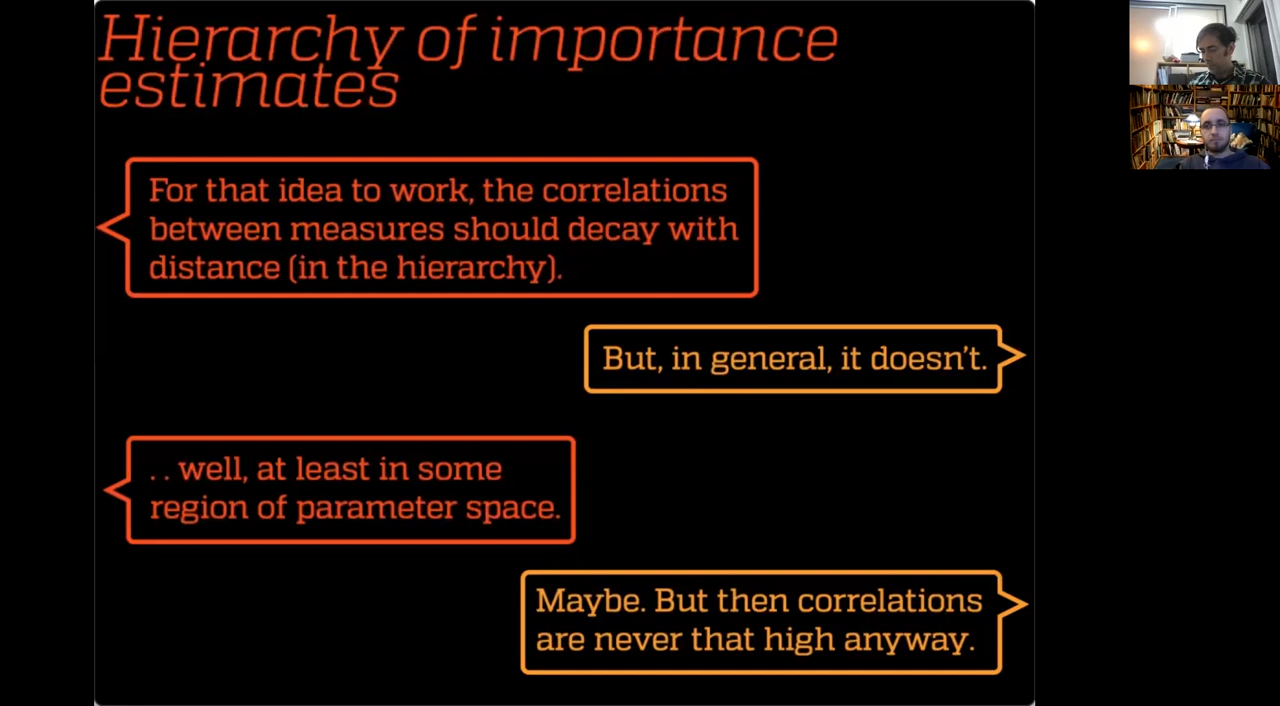 Hierarchy of importance
estimates
For that idea to work, the correlations
between measures should decay with
distance (in the hierarchy).
But, in general, it doesn't.
. . well, at least in some
region of parameter space.
Maybe. But then correlations
are never that high anyway.